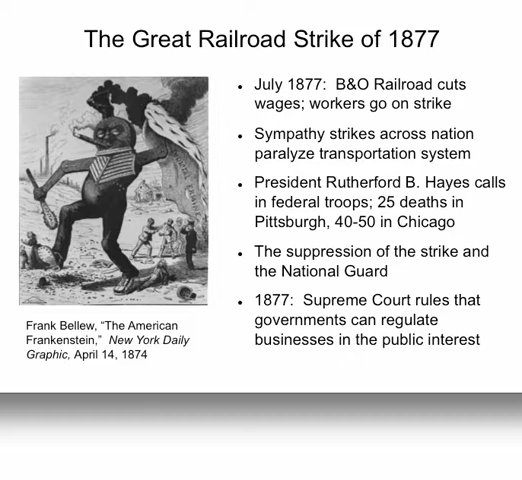 The Great Railroad Strike of 1877
• July 1877: B&O Railroad cuts
wages; workers go on strike
• Sympathy strikes across nation
paralyze transportation system
• President Rutherford B. Hayes calls
in federal troops; 25 deaths in
Pittsburgh, 40-50 in Chicago
• The suppression of the strike and
the National Guard
• 1877: Supreme Court rules that
governments can regulate
businesses in the public interest
Frank Bellew, “The American
Frankenstein,” New York Daily
Graphic, April 14, 1874